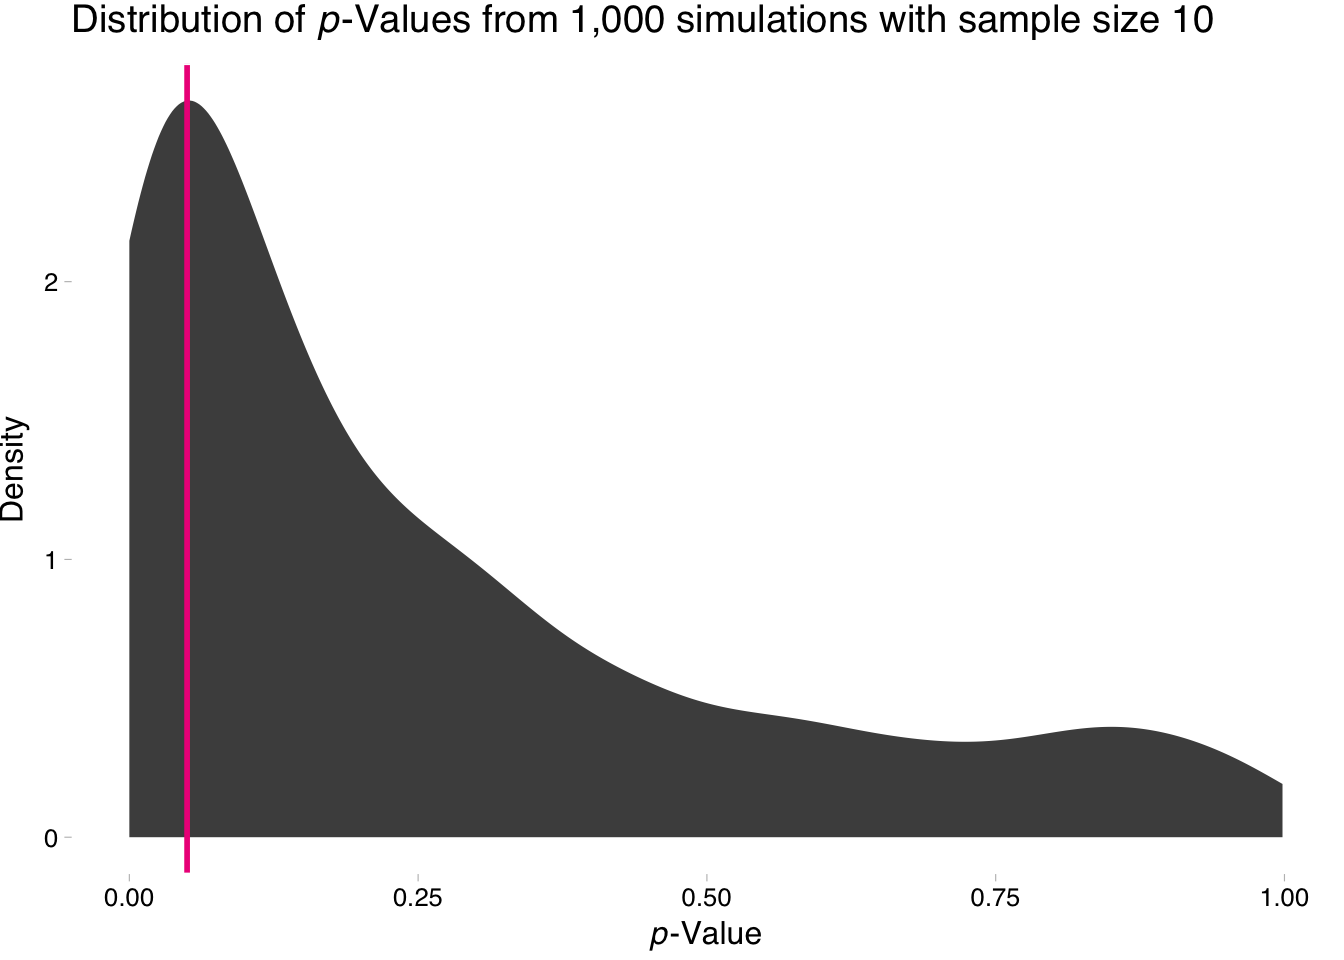 Distribution of p-Values from 1,000 simulations with sample size 10
Density
2
1
0
0.00 0.25 0.50 0.75 1.00
p-Value